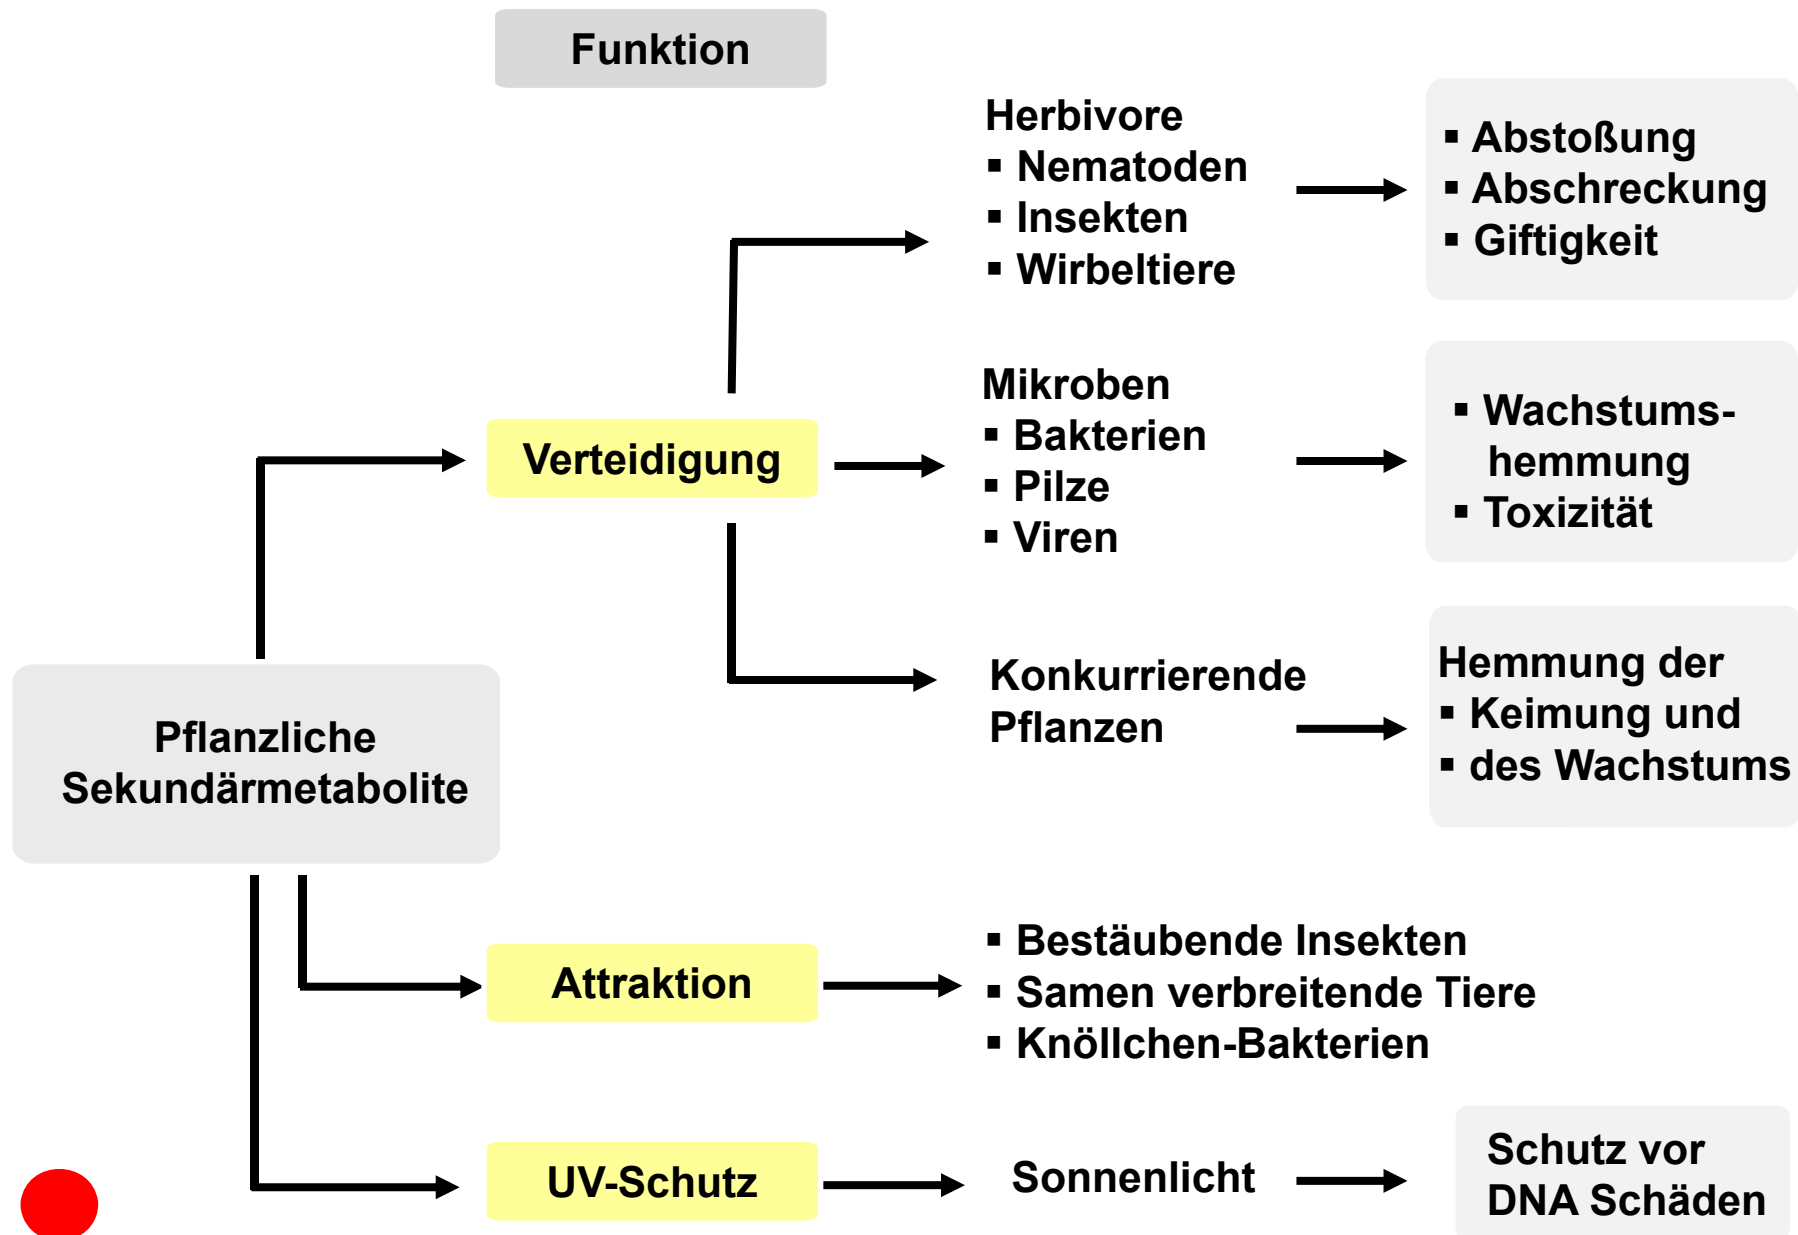 Funktion
Herbivore
▪ Nematoden
▪ Insekten
▪ Wirbeltiere
▪ Abstoßung
▪ Abschreckung
▪ Giftigkeit
Mikroben
▪ Bakterien
▪ Pilze
▪ Viren
▪ Wachstums-
hemmung
▪ Toxizität
Verteidigung
Konkurrierende
Pflanzen
Hemmung der
▪ Keimung und
▪ des Wachstums
Pflanzliche
Sekundärmetabolite
Attraktion
▪ Bestäubende Insekten
▪ Samen verbreitende Tiere
▪ Knöllchen-Bakterien
UV-Schutz
Sonnenlicht
Schutz vor
DNA Schäden